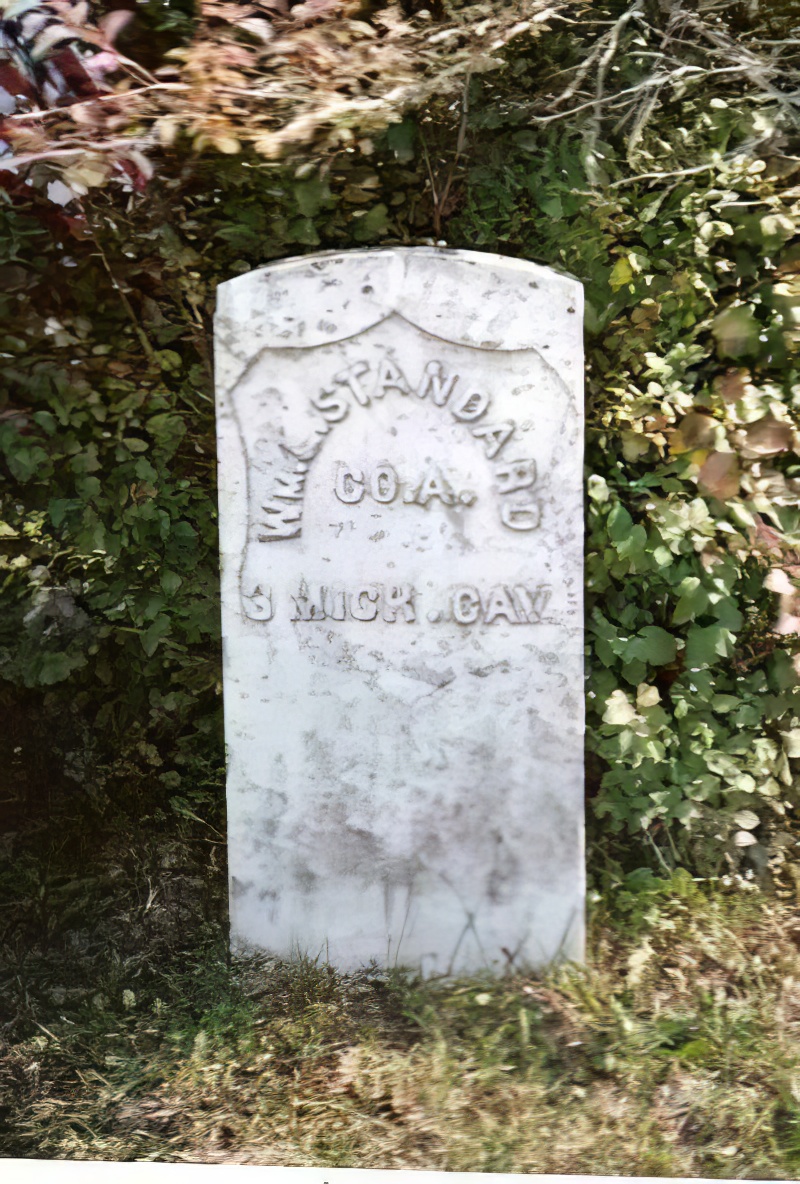 WM. L. STANDARD
CO. A.
MICH. CAV.